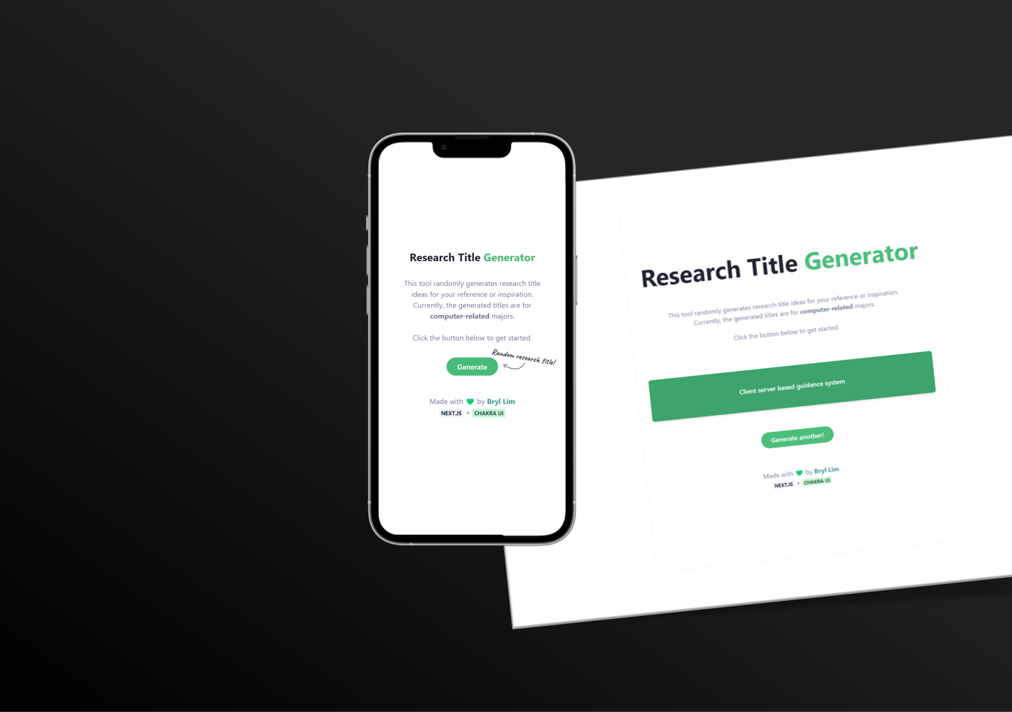 Research Title Generator
This tool randomly generates research title
ideas for your reference or inspiration.
Currently, the generated titles are for
computer-related majors.
Click the button below to get started.
Random research title!
Generate
Made with 💚 by Bryl Lim
NEXT.JS + CHAKRA UI
Research Title Generator
This tool randomly generates research title ideas for your reference or inspiration.
Currently, the generated titles are for computer-related majors.
Click the button below to get started.
Client server based guidance system
Generate another!
Made with 💚 by Bryl Lim
NEXT.JS + CHAKRA UI